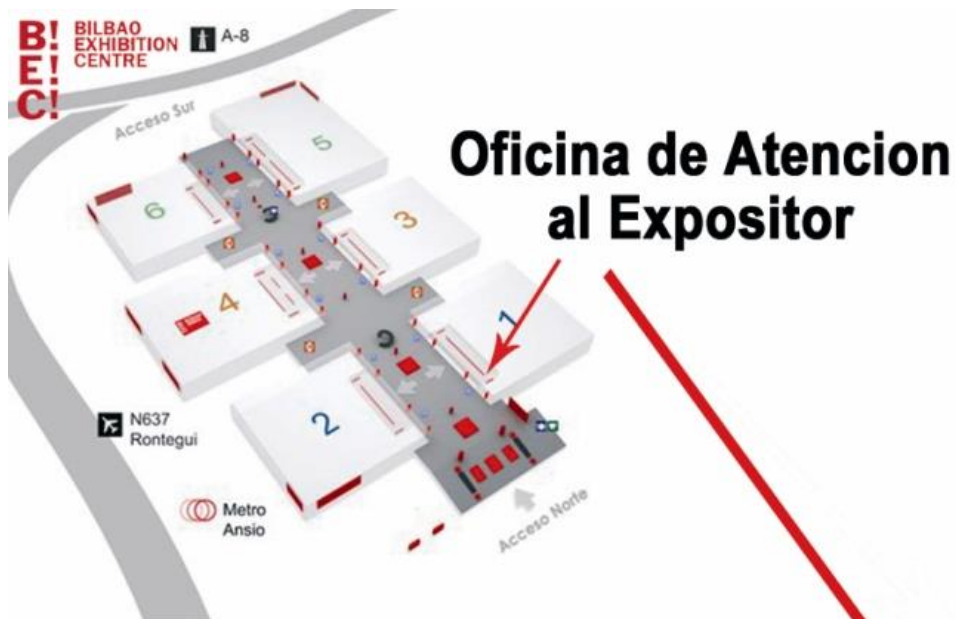 B! BILBAO
E! EXHIBITION
C! CENTRE
A-8
Acceso Sur
5
Oficina de Atencion
al Expositor
6
3
4
1
2
N637
Rontegui
Metro
Ansio
Acceso Norte